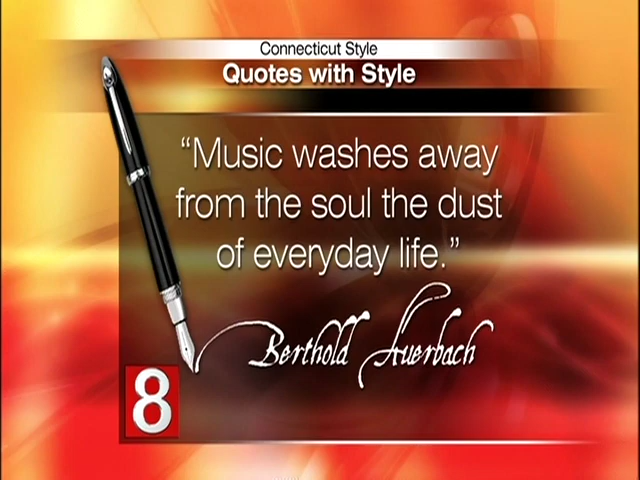 Connecticut Style
Quotes with Style
“Music washes away
from the soul the dust
of everyday life.”
Berthold Auerbach
8